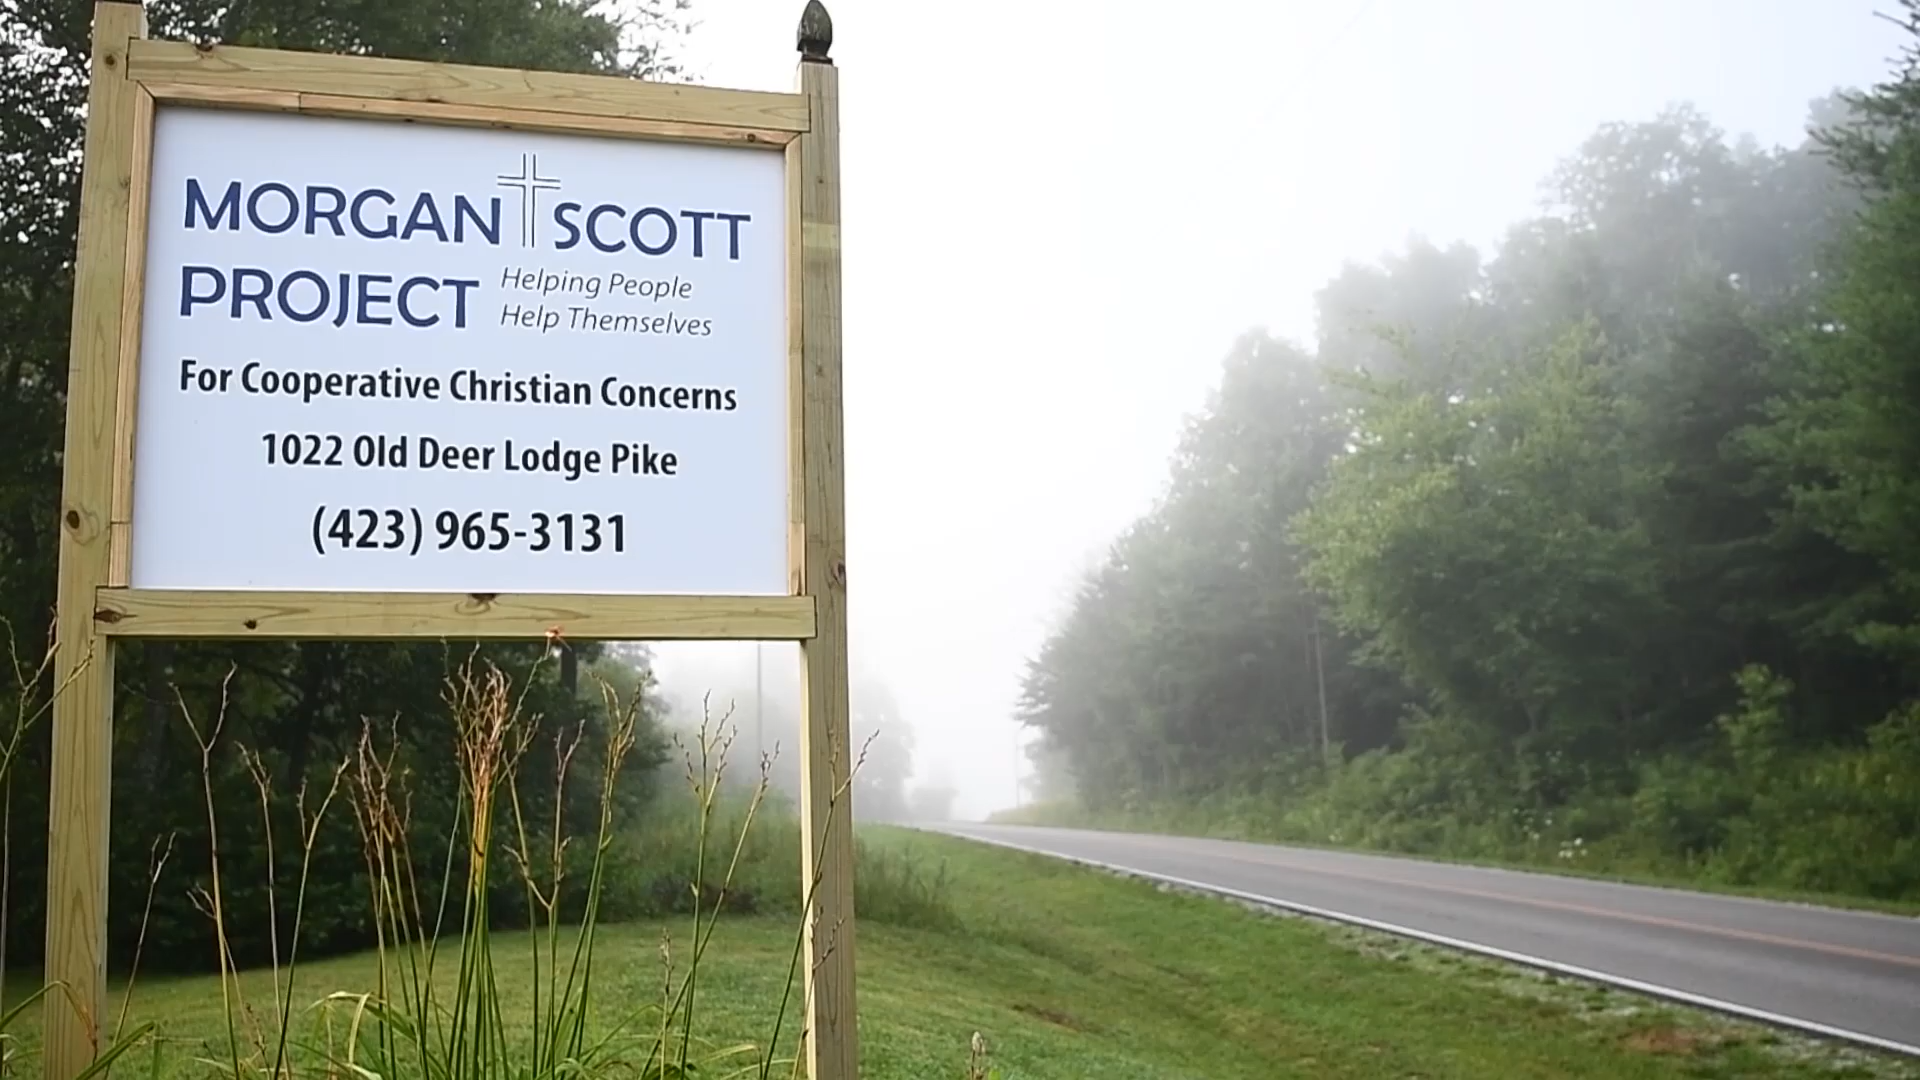 MORGAN SCOTT
PROJECT
Helping People
Help Themselves
For Cooperative Christian Concerns
1022 Old Deer Lodge Pike
(423) 965-3131